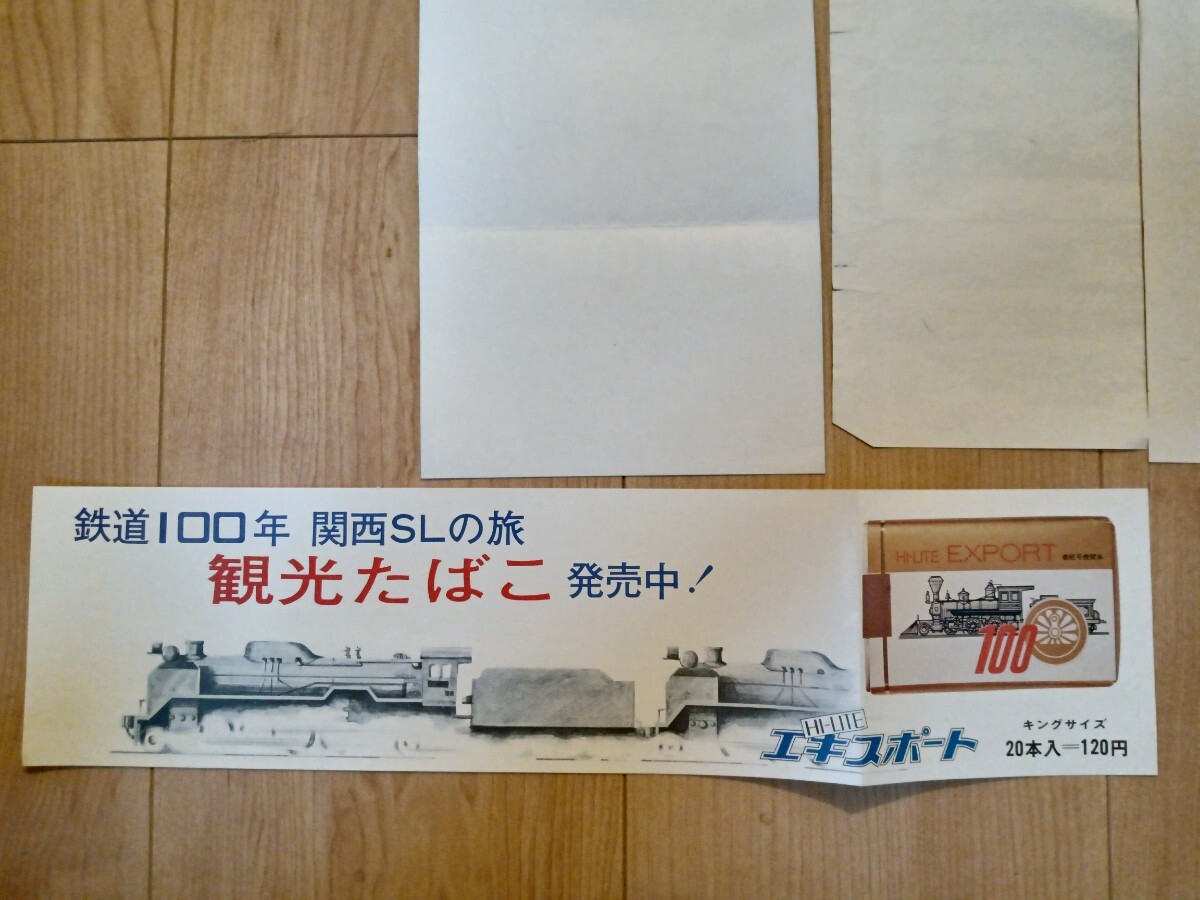 鉄道100年 関西SLの旅
観光たばこ 発売中!
HI-LITE EXPORT
100
HI-LITE
エキスポート
キングサイズ
20本入=120円